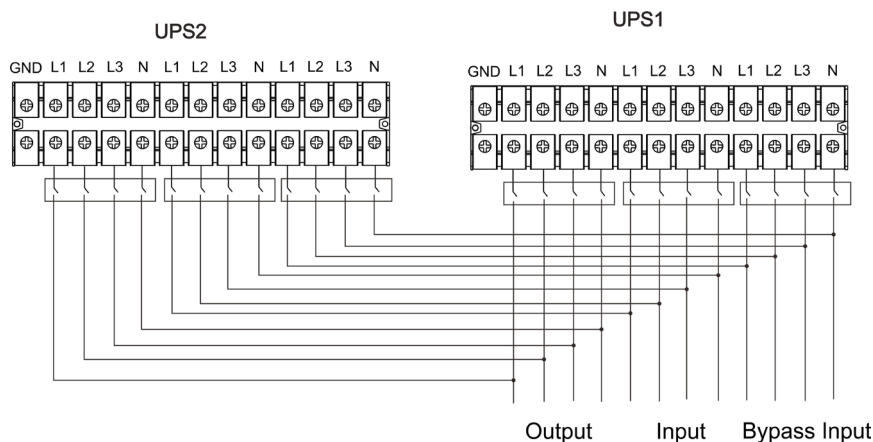 UPS2
UPS1
GND L1 L2 L3 N L1 L2 L3 N L1 L2 L3 N
GND L1 L2 L3 N L1 L2 L3 N L1 L2 L3 N
Output Input Bypass Input